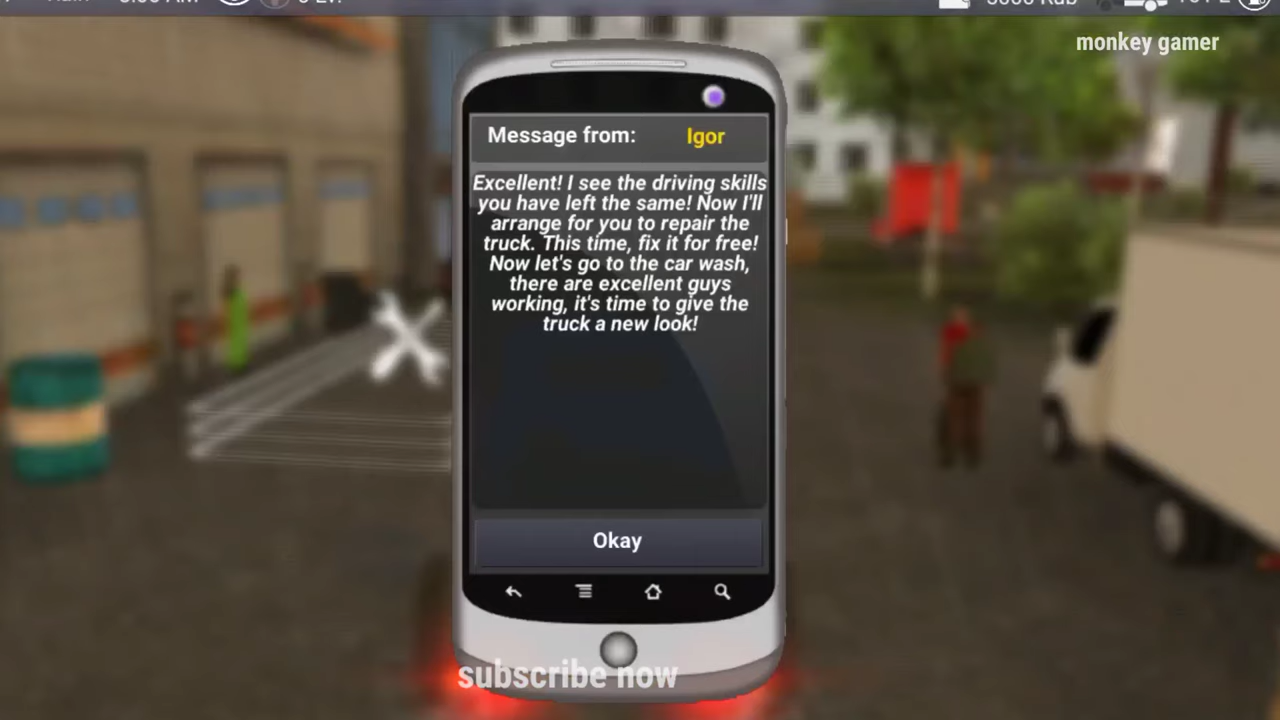 monkey gamer
Message from: Igor
Excellent! I see the driving skills
you have left the same! Now I'll
arrange for you to repair the
truck. This time, fix it for free!
Now let's go to the car wash,
there are excellent guys
working, it's time to give the
truck a new look!
Okay
subscribe now